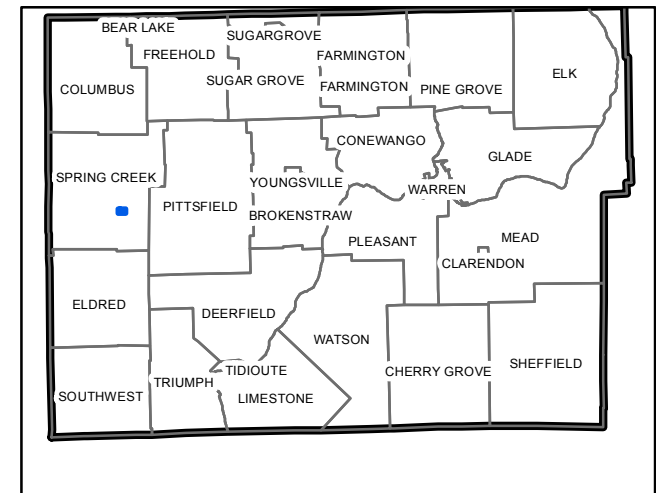 BEAR LAKE
SUGARGROVE
FREEHOLD
FARMINGTON
ELK
SUGAR GROVE
FARMINGTON
PINE GROVE
COLUMBUS
CONEWANGO
GLADE
SPRING CREEK
YOUNGSVILLE
WARREN
PITTSFIELD
BROKENSTRAW
PLEASANT
MEAD
CLARENDON
ELDRED
DEERFIELD
WATSON
SHEFFIELD
TIDIOUTE
CHERRY GROVE
TRIUMPH
SOUTHWEST
LIMESTONE